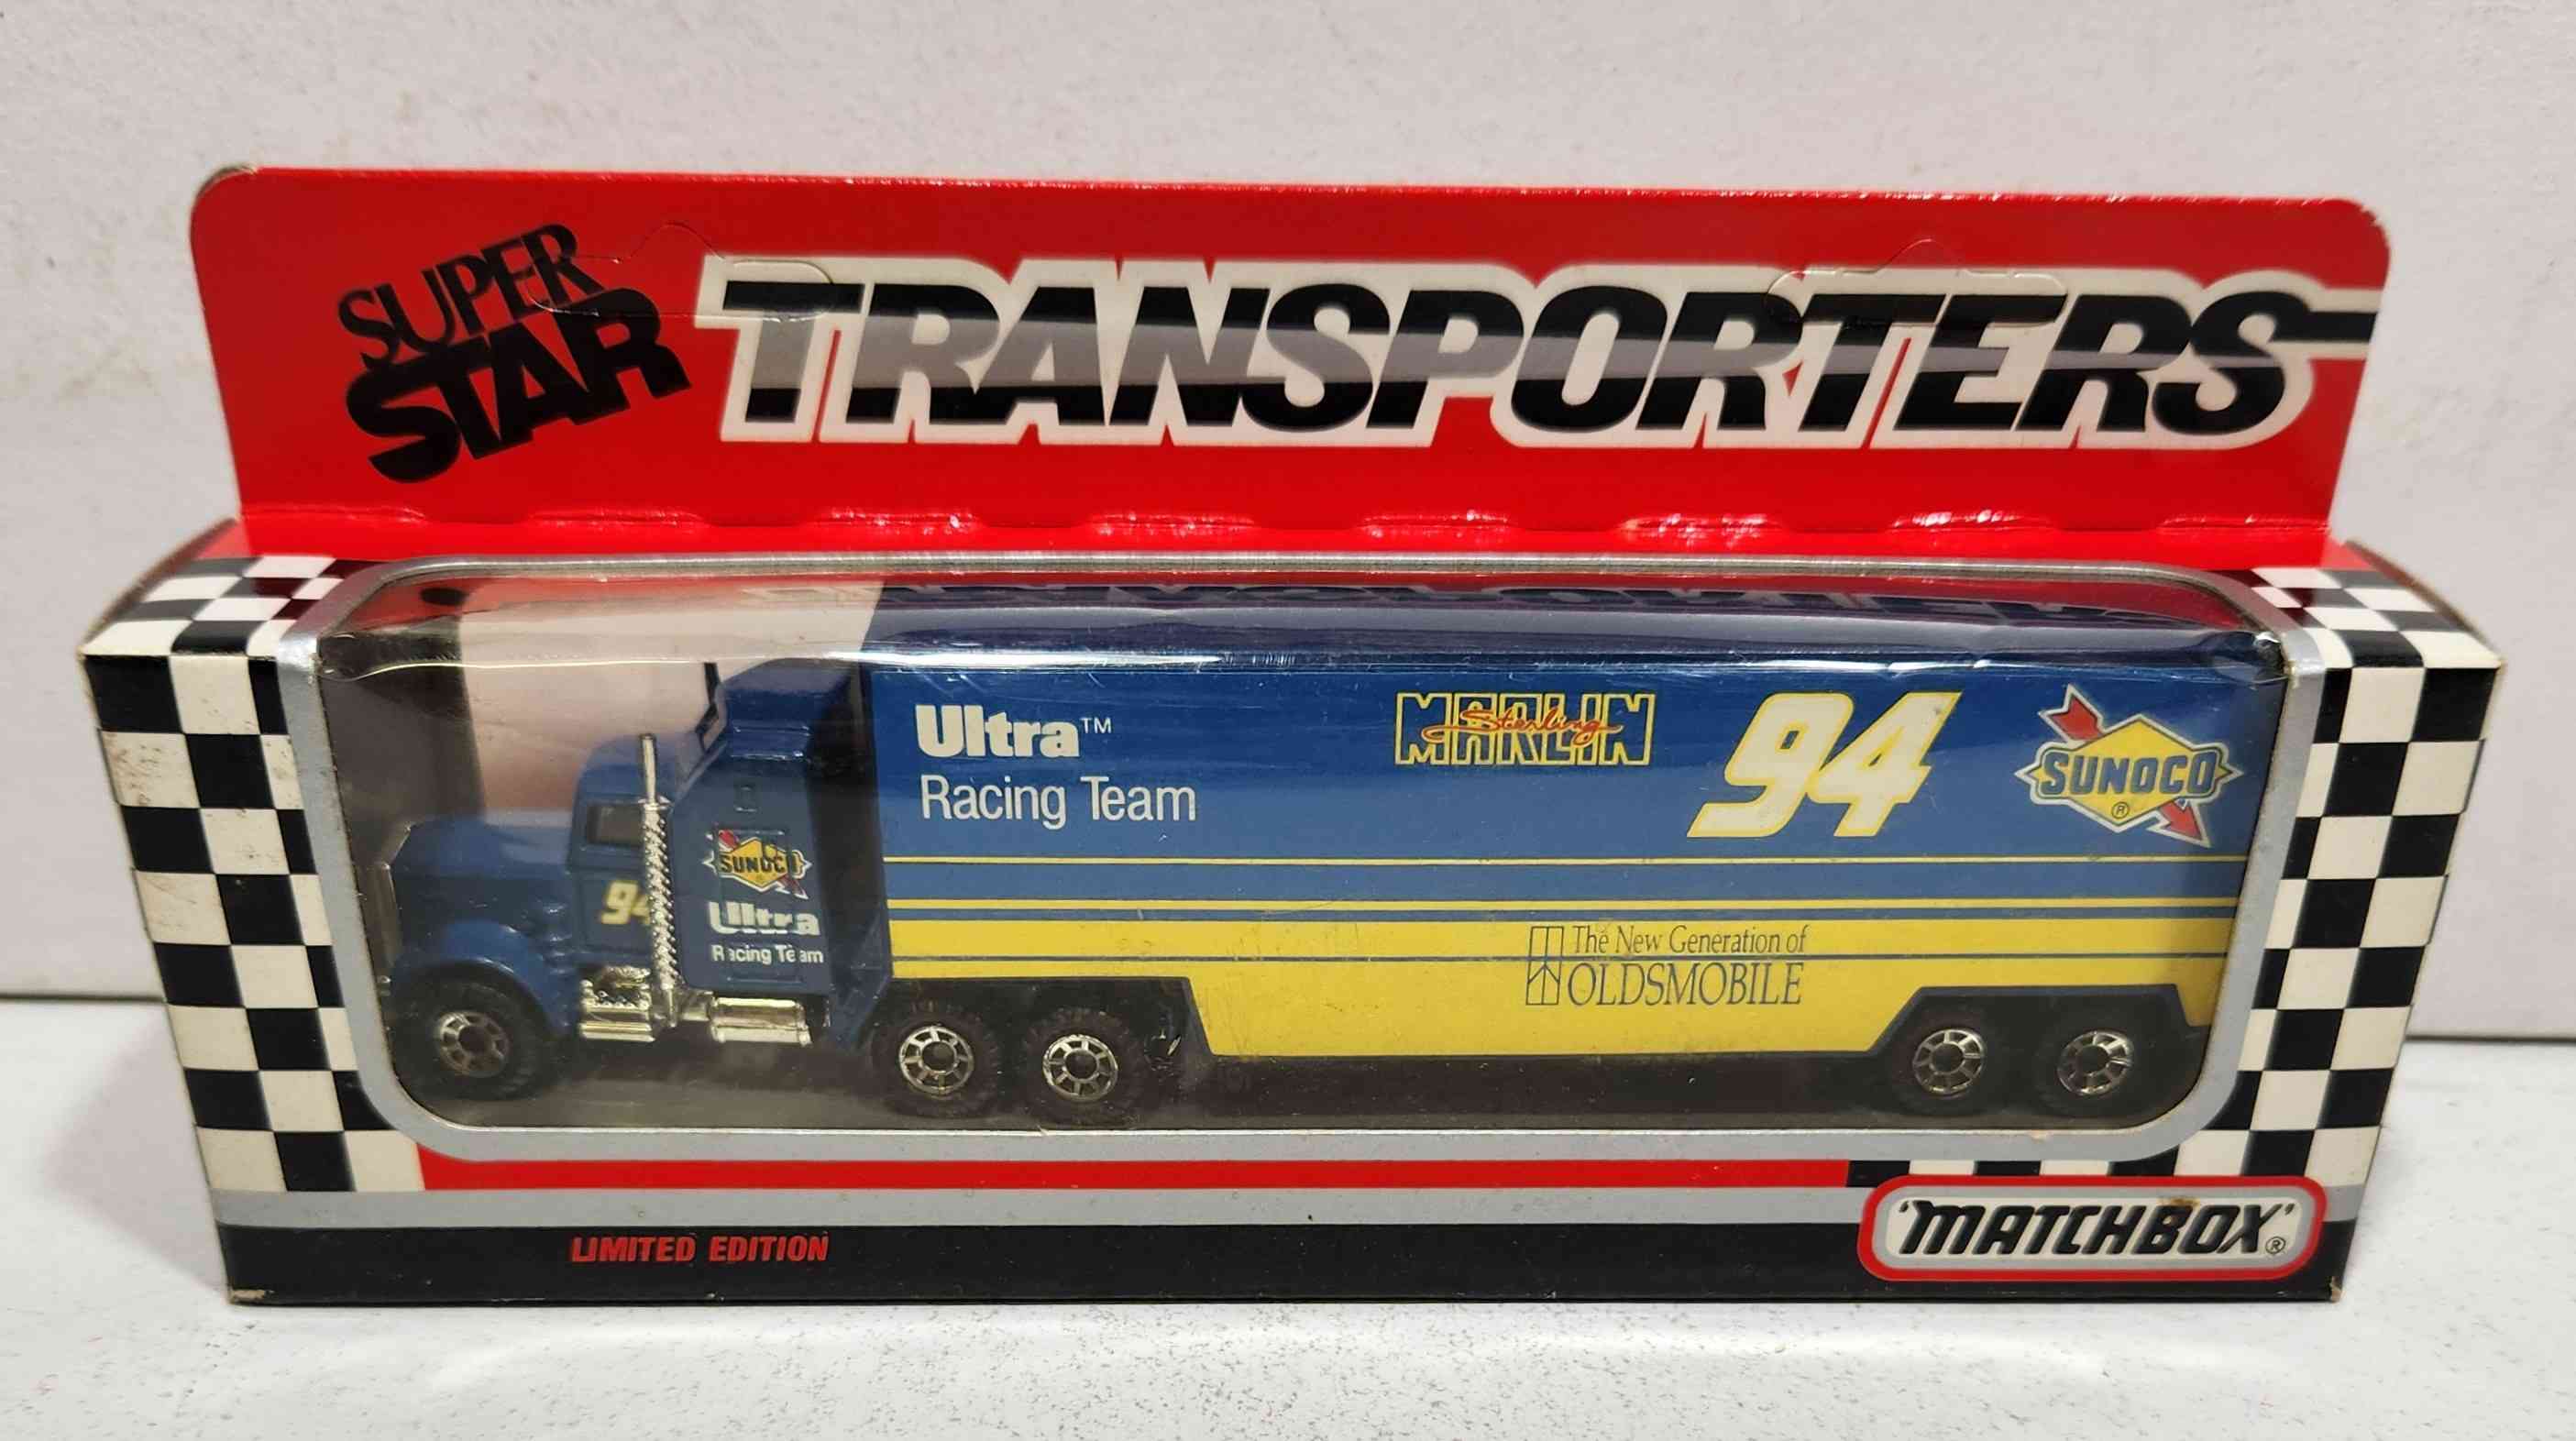 SUPER
STAR
TRANSPORTERS
Ultra™
Racing Team
MARLIN
Sterling
94
SUNOCO®
SUNOCO
94
Ultra
Racing Team
The New Generation of
OLDSMOBILE
LIMITED EDITION
'MATCHBOX'®